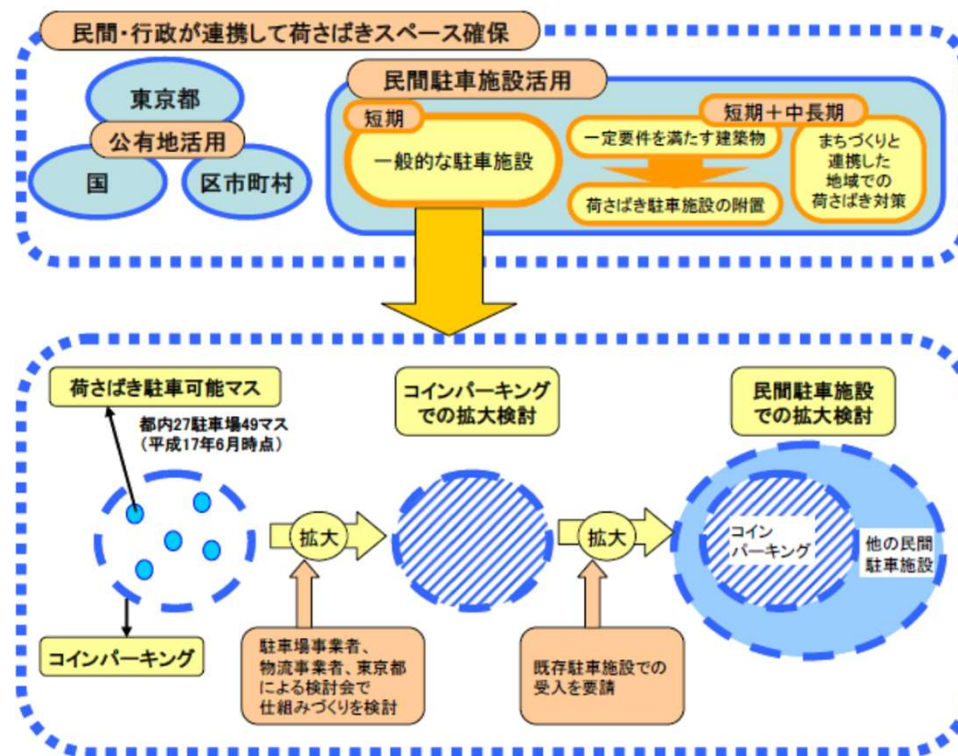 民間・行政が連携して荷さばきスペース確保
東京都
公有地活用
国
区市町村
民間駐車施設活用
短期
一般的な駐車施設
短期＋中長期
一定要件を満たす建築物
荷さばき駐車施設の附置
まちづくりと
連携した
地域での
荷さばき対策
荷さばき駐車可能マス
都内27駐車場49マス
（平成17年6月時点）
コインパーキング
拡大
駐車場事業者、
物流事業者、東京都
による検討会で
仕組みづくりを検討
コインパーキング
での拡大検討
拡大
既存駐車施設での
受入を要請
民間駐車施設
での拡大検討
コイン
パーキング
他の民間
駐車施設